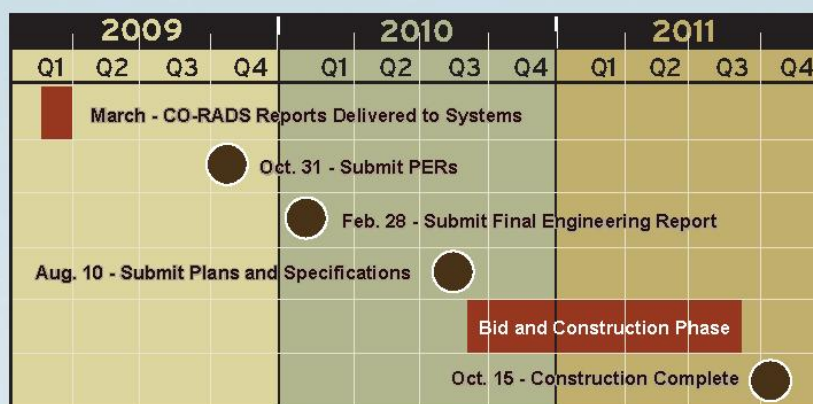 2009 2010 2011
Q1 Q2 Q3 Q4 Q1 Q2 Q3 Q4 Q1 Q2 Q3 Q4
March - CO-RADS Reports Delivered to Systems
Oct. 31 - Submit PERs
Feb. 28 - Submit Final Engineering Report
Aug. 10 - Submit Plans and Specifications
Bid and Construction Phase
Oct. 15 - Construction Complete